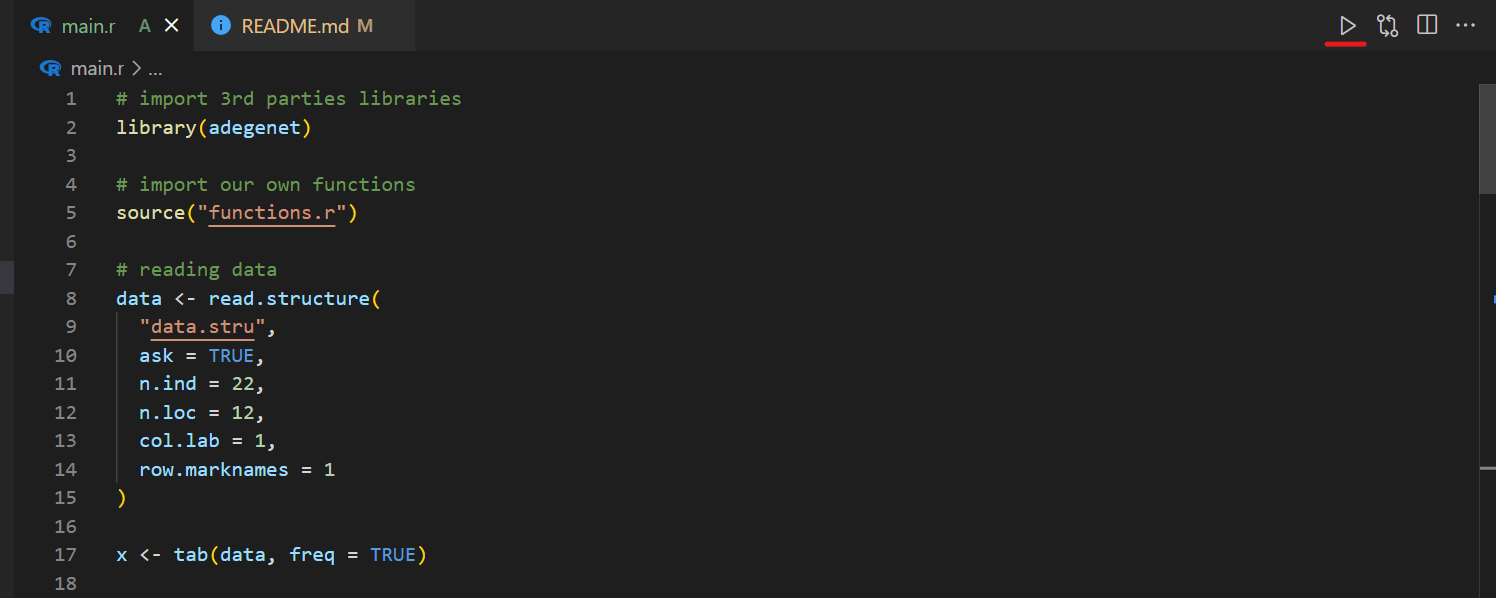 main.r A
README.md M
main.r > ...
1 # import 3rd parties libraries
2 library(adegenet)
3
4 # import our own functions
5 source("functions.r")
6
7 # reading data
8 data <- read.structure(
9 "data.stru",
10 ask = TRUE,
11 n.ind = 22,
12 n.loc = 12,
13 col.lab = 1,
14 row.marknames = 1
15 )
16
17 x <- tab(data, freq = TRUE)
18